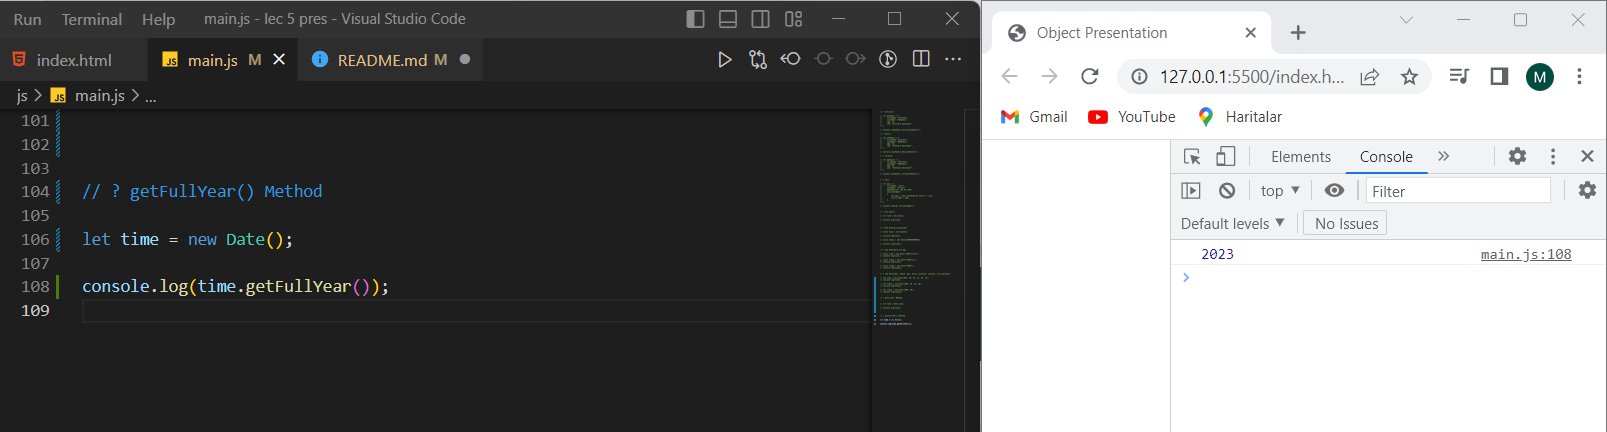 Run Terminal Help main.js - lec 5 pres - Visual Studio Code
index.html JS main.js M README.md M
js > JS main.js > ...
101
102
103
104 // ? getFullYear() Method
105
106 let time = new Date();
107
108 console.log(time.getFullYear());
109
Object Presentation
127.0.0.1:5500/index.h... M
Gmail YouTube Haritalar
Elements Console »
top Filter
Default levels No Issues
2023 main.js:108